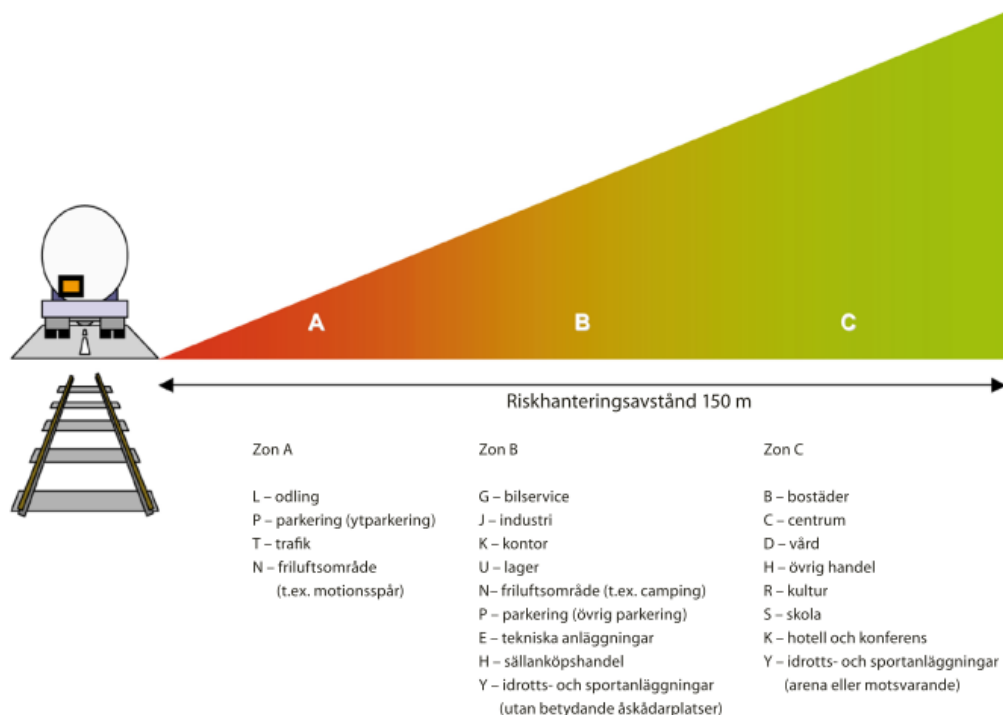 A
B
C
Riskhanteringsavstånd 150 m
Zon A
L – odling
P – parkering (ytparkering)
T – trafik
N – friluftsområde
(t.ex. motionsspår)
Zon B
G – bilservice
J – industri
K – kontor
U – lager
N– friluftsområde (t.ex. camping)
P – parkering (övrig parkering)
E – tekniska anläggningar
H – sällanköpshandel
Y – idrotts- och sportanläggningar
(utan betydande åskådarplatser)
Zon C
B – bostäder
C – centrum
D – vård
H – övrig handel
R – kultur
S – skola
K – hotell och konferens
Y – idrotts- och sportanläggningar
(arena eller motsvarande)